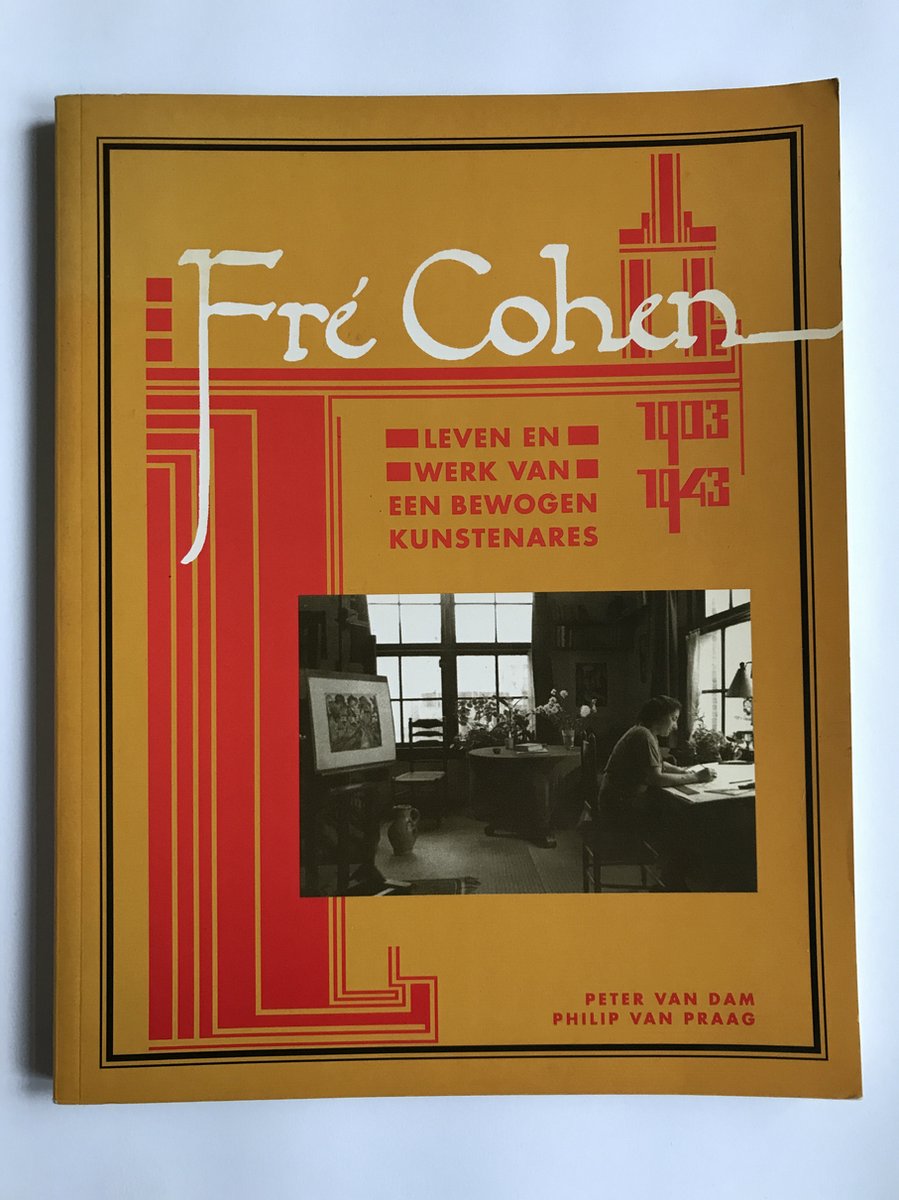 Fré Cohen
1903
1943
LEVEN EN
WERK VAN
EEN BEWOGEN
KUNSTENARES
PETER VAN DAM
PHILIP VAN PRAAG